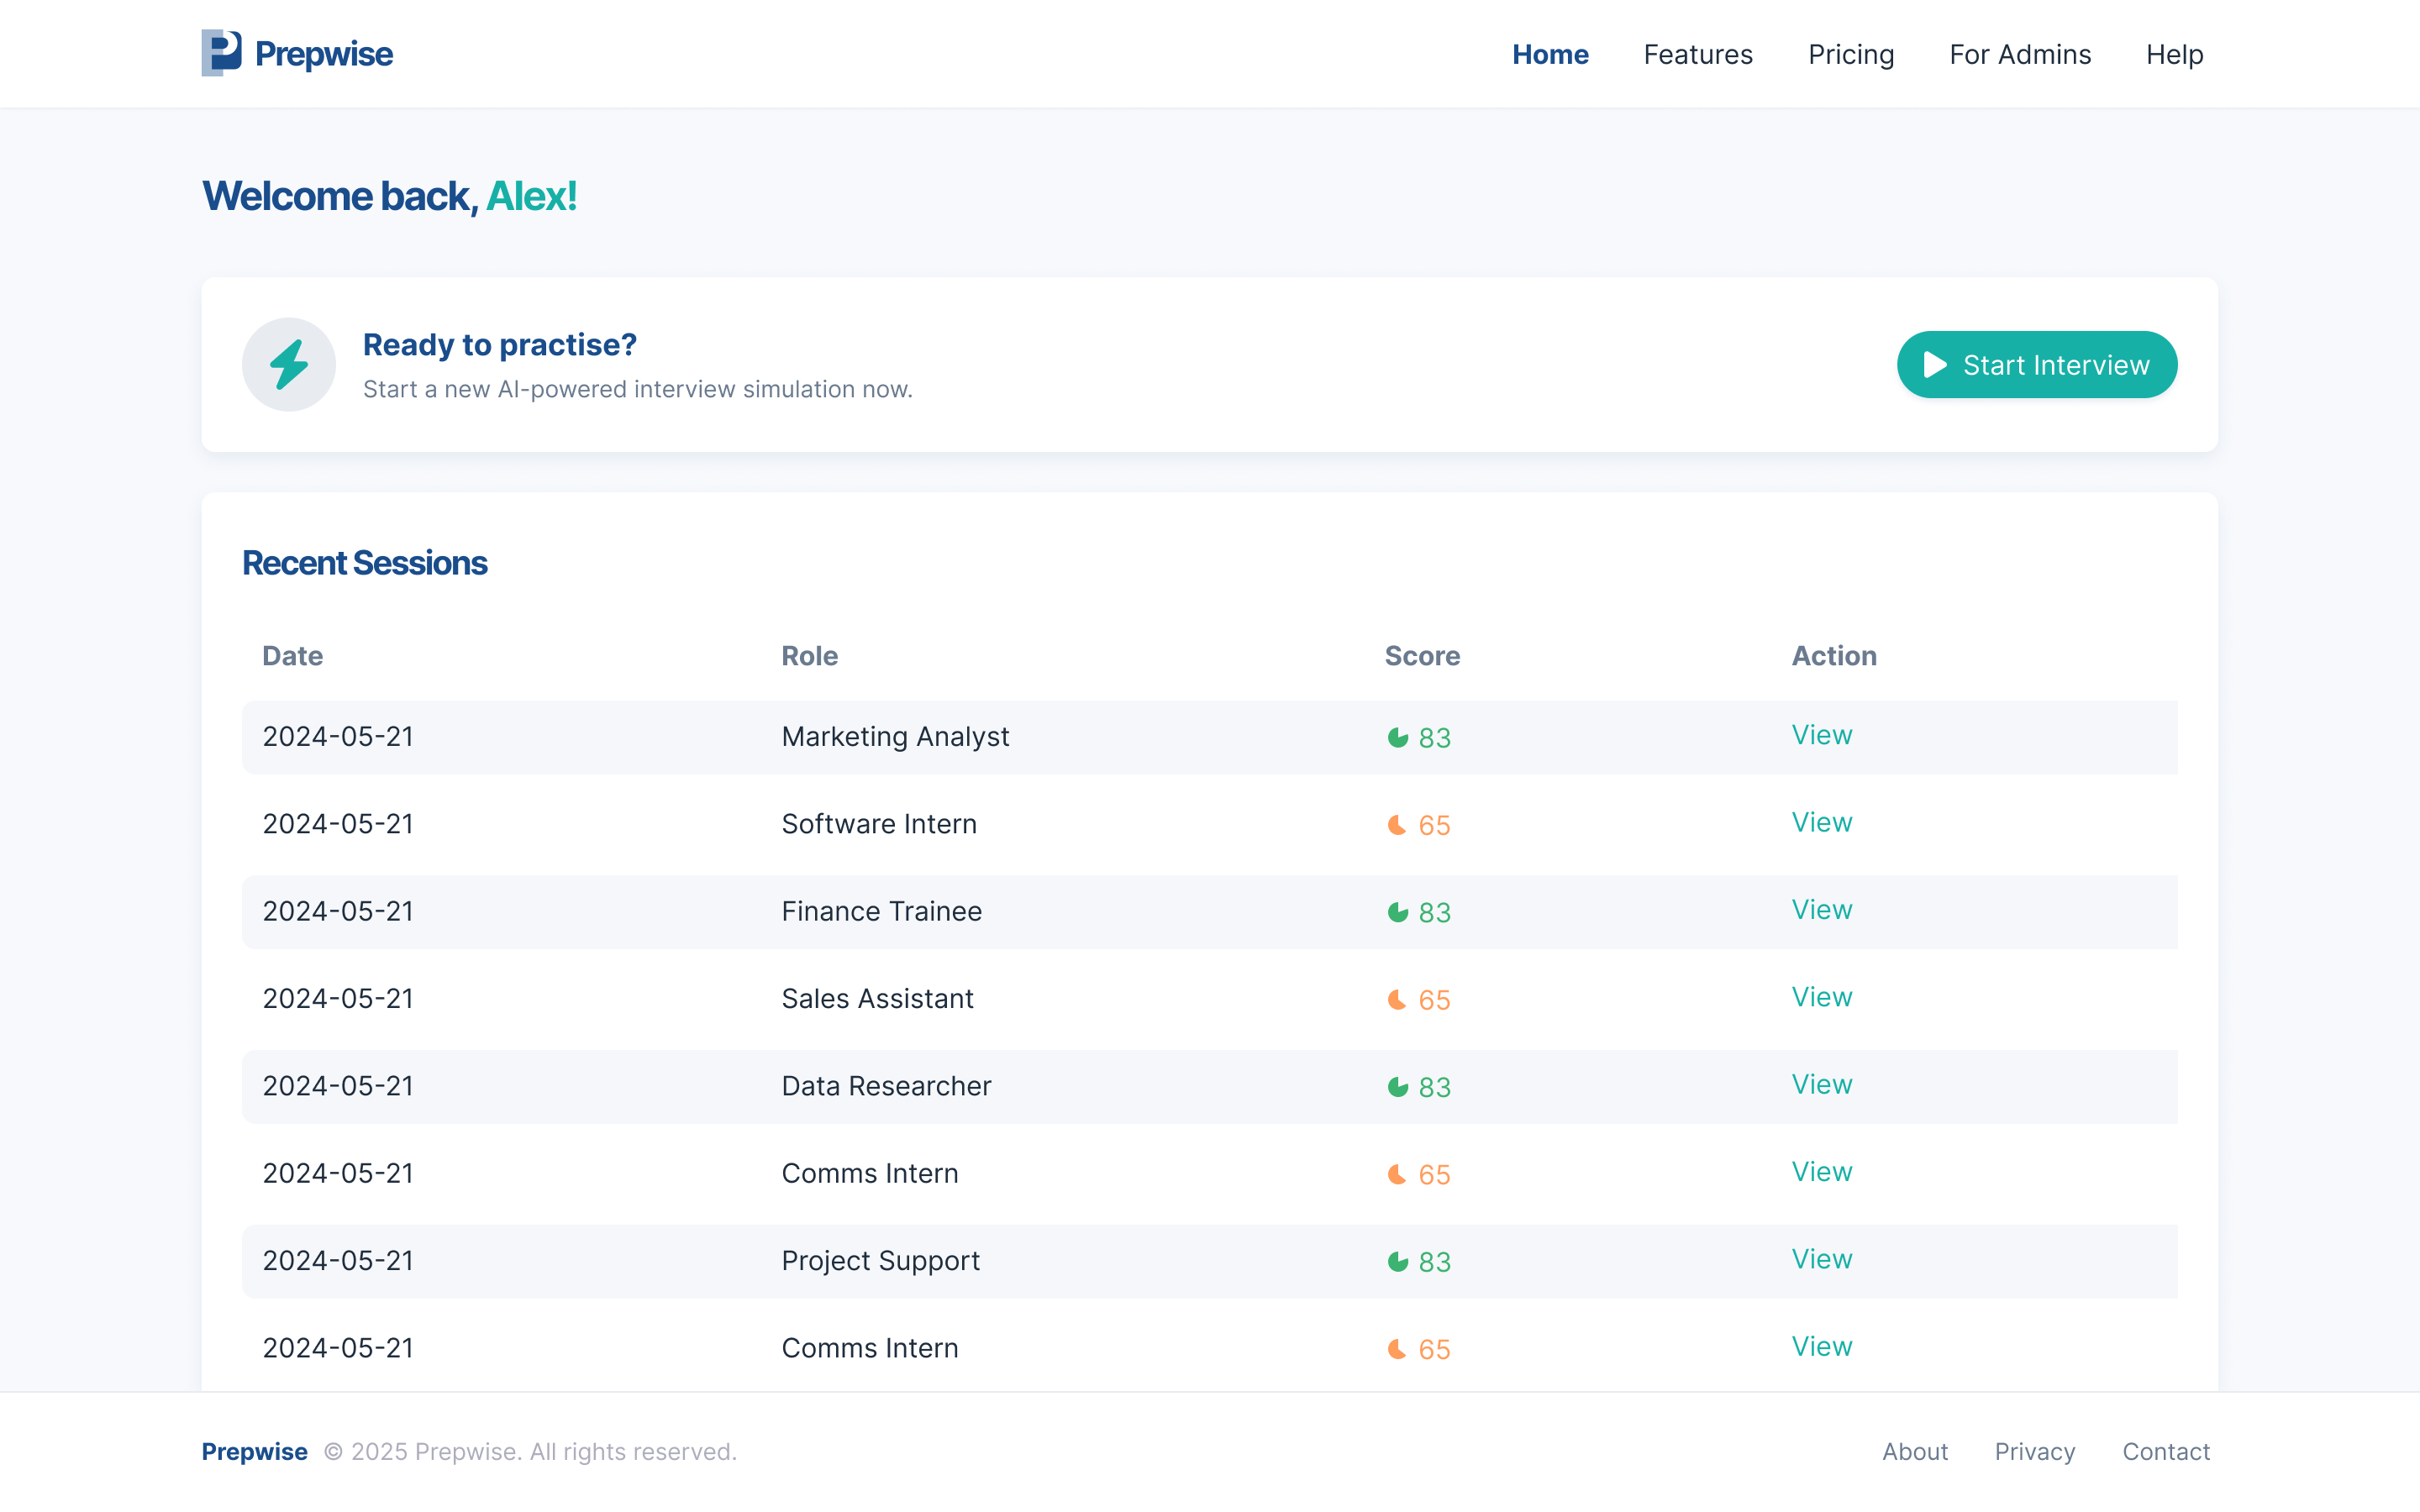 Prepwise
Home Features Pricing For Admins Help
Welcome back, Alex!
Ready to practise?
Start a new AI-powered interview simulation now.
Start Interview
Recent Sessions
Date Role Score Action
2024-05-21 Marketing Analyst 83 View
2024-05-21 Software Intern 65 View
2024-05-21 Finance Trainee 83 View
2024-05-21 Sales Assistant 65 View
2024-05-21 Data Researcher 83 View
2024-05-21 Comms Intern 65 View
2024-05-21 Project Support 83 View
2024-05-21 Comms Intern 65 View
Prepwise © 2025 Prepwise. All rights reserved.
About Privacy Contact